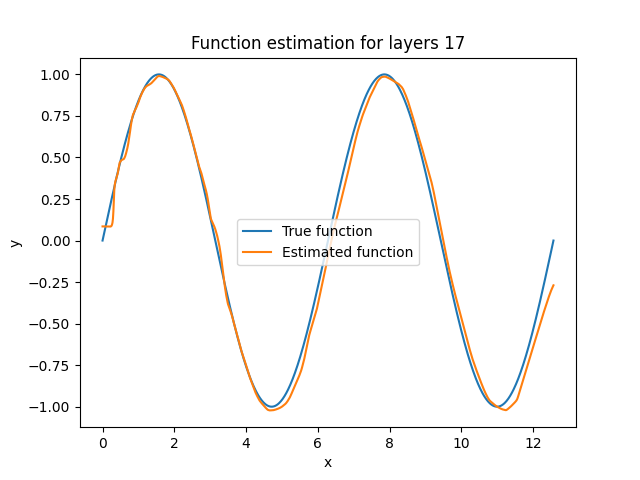 Function estimation for layers 17
1.00
0.75
0.50
0.25
0.00
−0.25
−0.50
−0.75
−1.00
y
True function
Estimated function
0 2 4 6 8 10 12
x